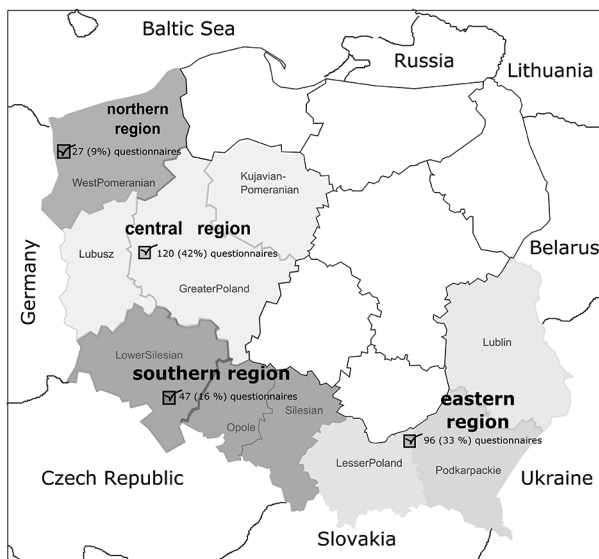 Baltic Sea
Russia
Lithuania
northern
region
27 (9%) questionnaires
WestPomeranian
Kujavian-
Pomeranian
central region
120 (42%) questionnaires
Lubusz
GreaterPoland
Germany
Belarus
Lublin
LowerSilesian
southern region
47 (16 %) questionnaires
Silesian
Opole
eastern
region
96 (33 %) questionnaires
LesserPoland
Podkarpackie
Czech Republic
Ukraine
Slovakia